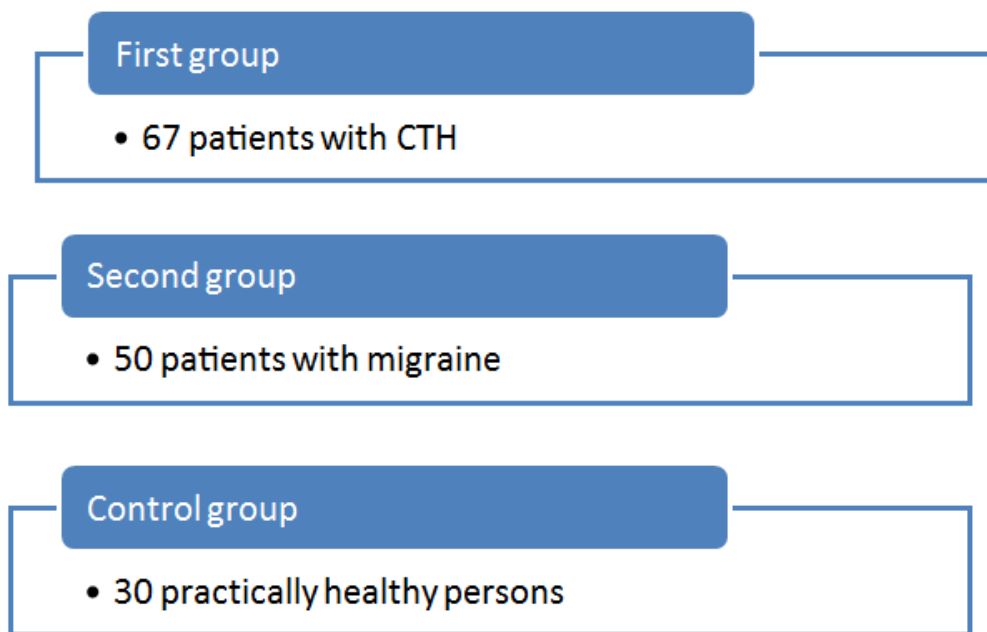 First group
• 67 patients with CTH
Second group
• 50 patients with migraine
Control group
• 30 practically healthy persons